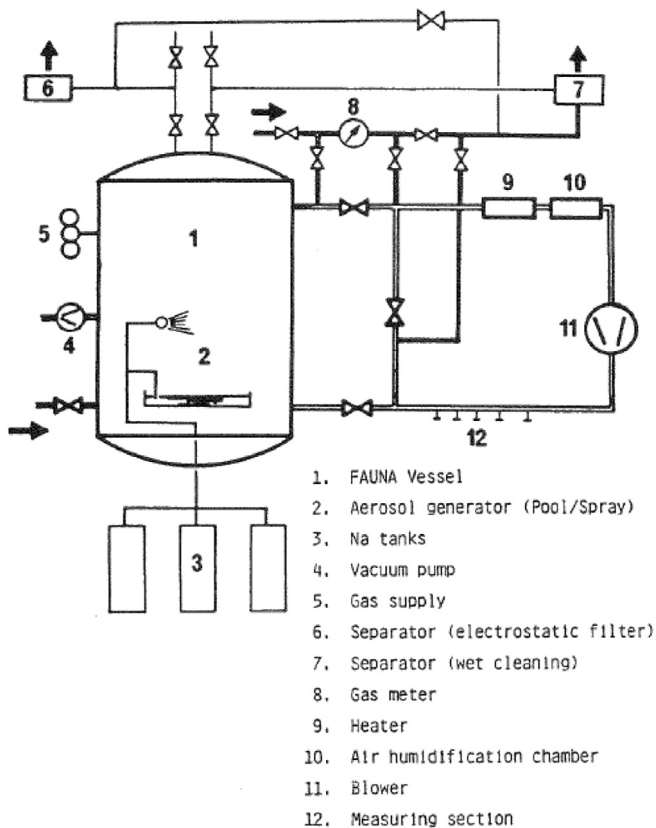 6
7
8
9 10
5
1
4
11
2
12
3
1. FAUNA Vessel
2. Aerosol generator (Pool/Spray)
3. Na tanks
4. Vacuum pump
5. Gas supply
6. Separator (electrostatic filter)
7. Separator (wet cleaning)
8. Gas meter
9. Heater
10. Air humidification chamber
11. Blower
12. Measuring section